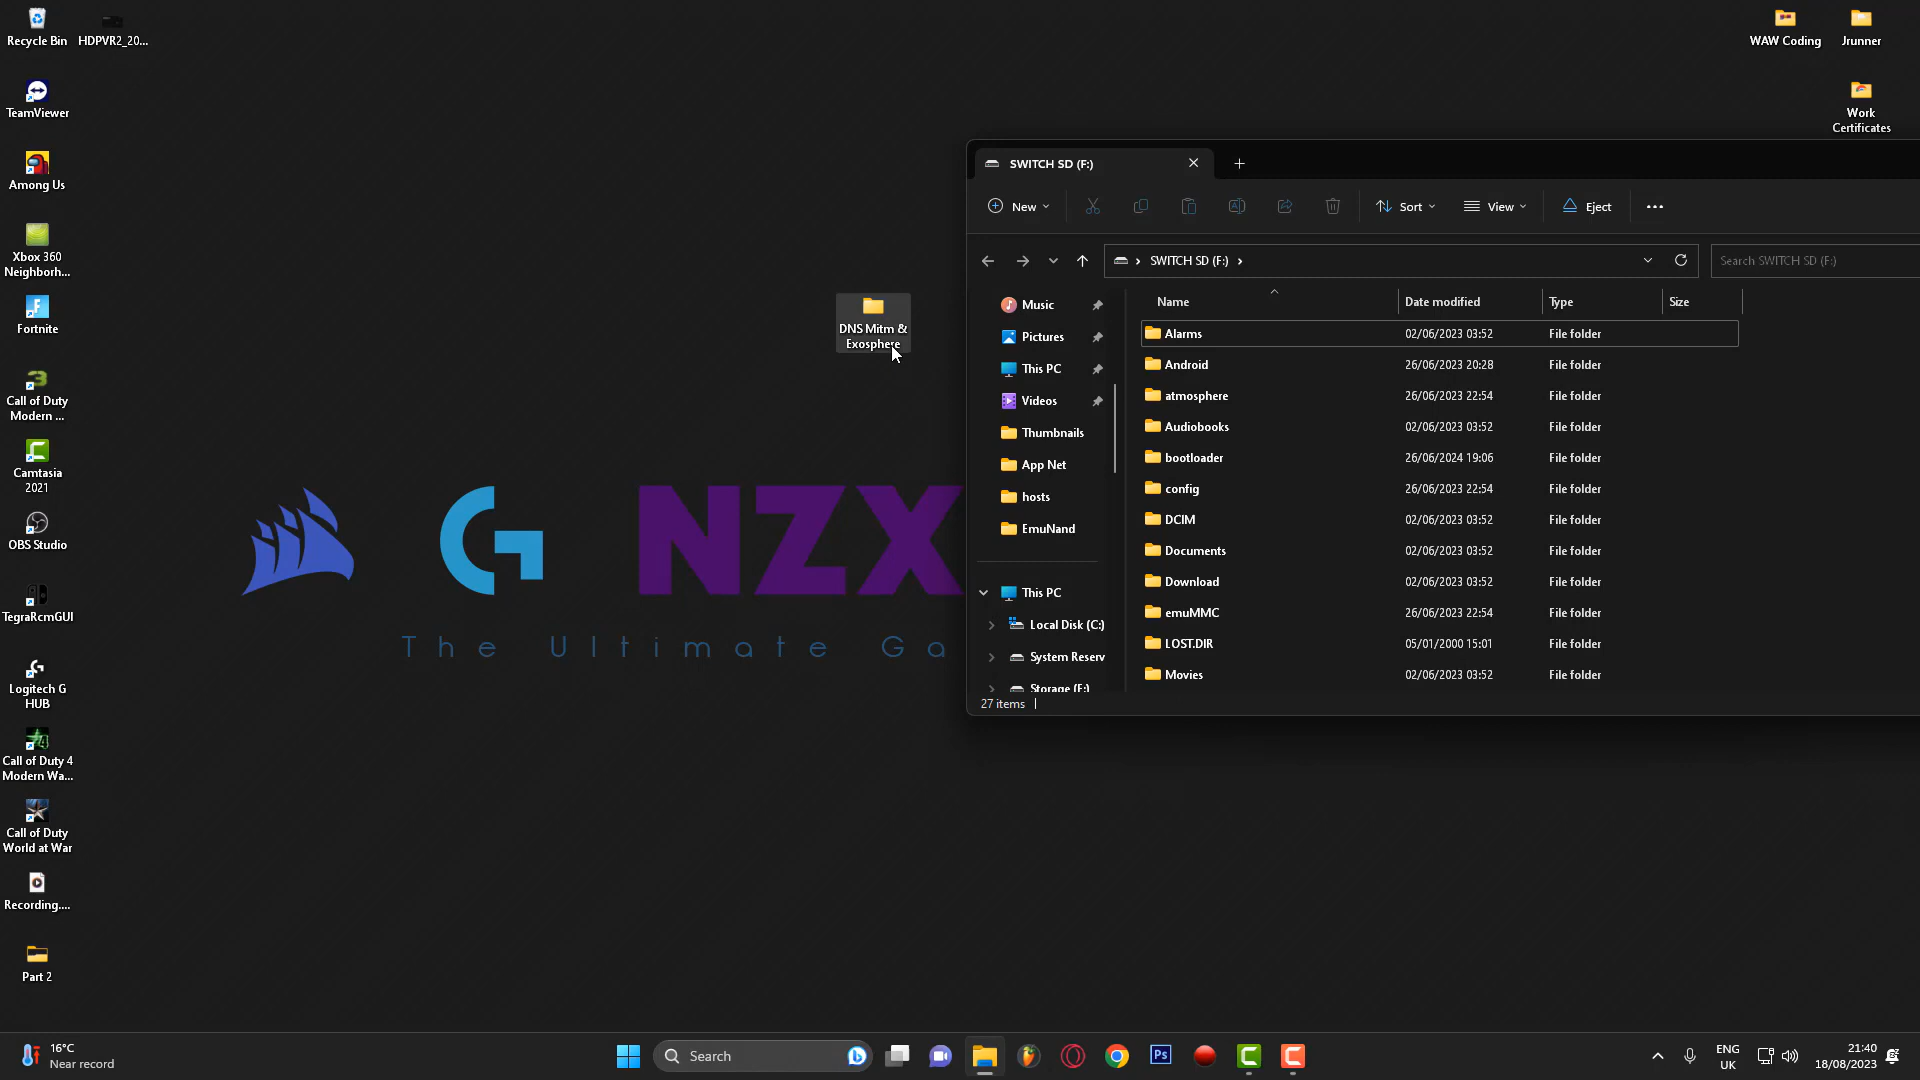 Recycle Bin
HDPVR2_20...
TeamViewer
Among Us
Xbox 360
Neighborh...
Fortnite
Call of Duty
Modern ...
Camtasia
2021
OBS Studio
TegraRcmGUI
Logitech G
HUB
Call of Duty 4
Modern Wa...
Call of Duty
World at War
Recording....
Part 2
WAW Coding
Jrunner
Work
Certificates
DNS Mitm &
Exosphere
NZX
The Ultimate Ga
SWITCH SD (F:)
New
Sort
View
Eject
SWITCH SD (F:)
Search SWITCH SD (F:)
Music
Pictures
This PC
Videos
Thumbnails
App Net
hosts
EmuNand
This PC
Local Disk (C:)
System Reserv
Storage (E:)
Name Date modified Type Size
Alarms 02/06/2023 03:52 File folder
Android 26/06/2023 20:28 File folder
atmosphere 26/06/2023 22:54 File folder
Audiobooks 02/06/2023 03:52 File folder
bootloader 26/06/2024 19:06 File folder
config 26/06/2023 22:54 File folder
DCIM 02/06/2023 03:52 File folder
Documents 02/06/2023 03:52 File folder
Download 02/06/2023 03:52 File folder
emuMMC 26/06/2023 22:54 File folder
LOST.DIR 05/01/2000 15:01 File folder
Movies 02/06/2023 03:52 File folder
27 items
16°C
Near record
Search
Ps
ENG
UK
21:40
18/08/2023